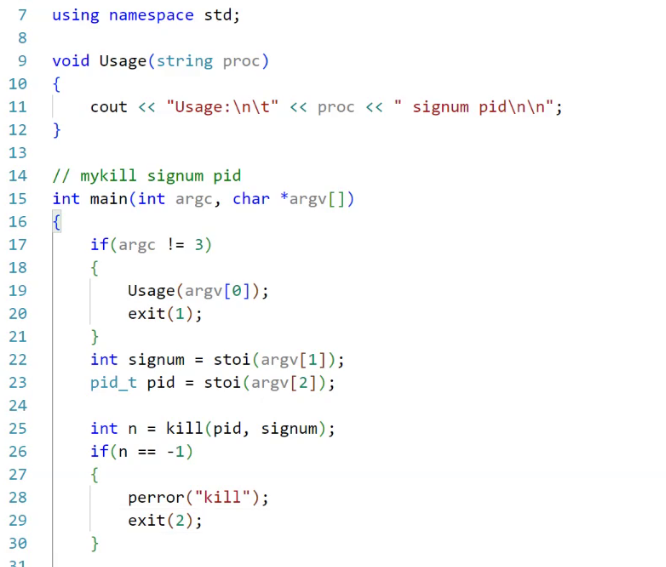 7 using namespace std;
8
9 void Usage(string proc)
10 {
11     cout << "Usage:\n\t" << proc << " signum pid\n\n";
12 }
13
14 // mykill signum pid
15 int main(int argc, char *argv[])
16 {
17     if(argc != 3)
18     {
19         Usage(argv[0]);
20         exit(1);
21     }
22     int signum = stoi(argv[1]);
23     pid_t pid = stoi(argv[2]);
24
25     int n = kill(pid, signum);
26     if(n == -1)
27     {
28         perror("kill");
29         exit(2);
30     }
31